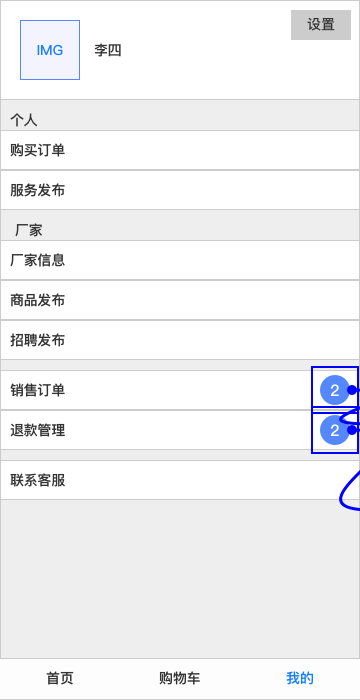 设置
IMG 李四
个人
购买订单
服务发布
厂家
厂家信息
商品发布
招聘发布
销售订单 2
退款管理 2
联系客服
首页 购物车 我的